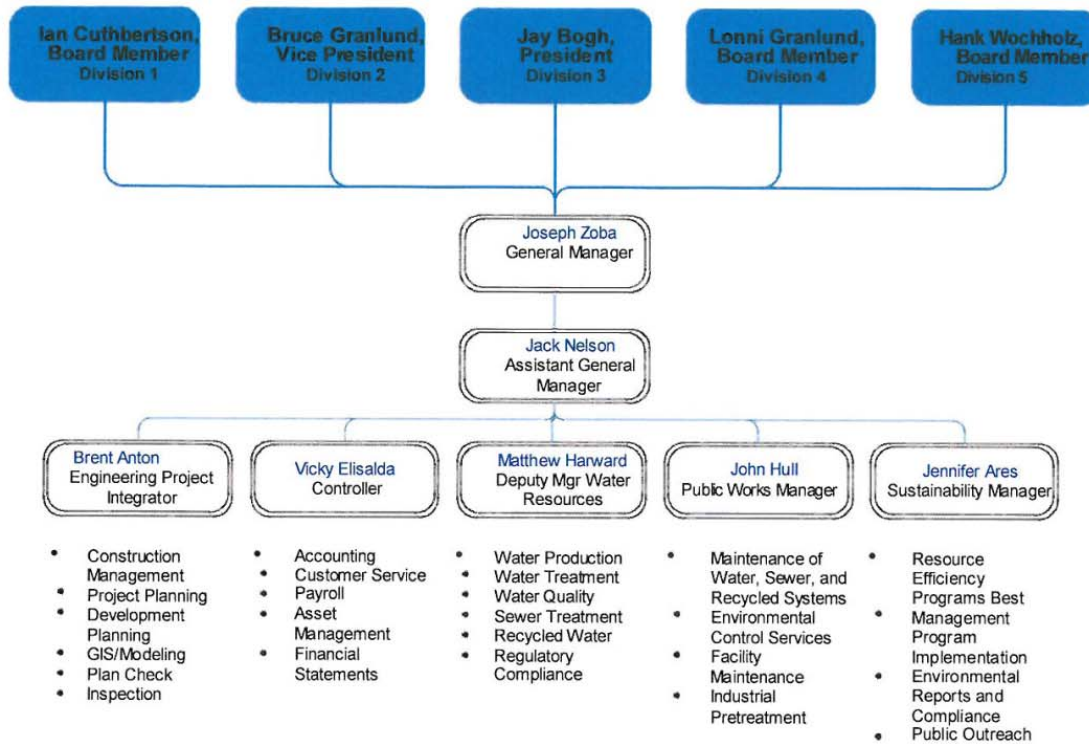 Ian Cuthbertson,
Board Member
Division 1
Bruce Granlund,
Vice President
Division 2
Jay Bogh,
President
Division 3
Lonni Granlund,
Board Member
Division 4
Hank Wochholz,
Board Member
Division 5
Joseph Zoba
General Manager
Jack Nelson
Assistant General
Manager
Brent Anton
Engineering Project
Integrator
Vicky Elisalda
Controller
Matthew Harward
Deputy Mgr Water
Resources
John Hull
Public Works Manager
Jennifer Ares
Sustainability Manager
• Construction
Management
• Project Planning
• Development
Planning
• GIS/Modeling
• Plan Check
• Inspection
• Accounting
• Customer Service
• Payroll
• Asset
Management
• Financial
Statements
• Water Production
• Water Treatment
• Water Quality
• Sewer Treatment
• Recycled Water
• Regulatory
Compliance
• Maintenance of
Water, Sewer, and
Recycled Systems
• Environmental
Control Services
• Facility
Maintenance
• Industrial
Pretreatment
• Resource
Efficiency
Programs Best
• Management
Program
Implementation
• Environmental
Reports and
Compliance
• Public Outreach